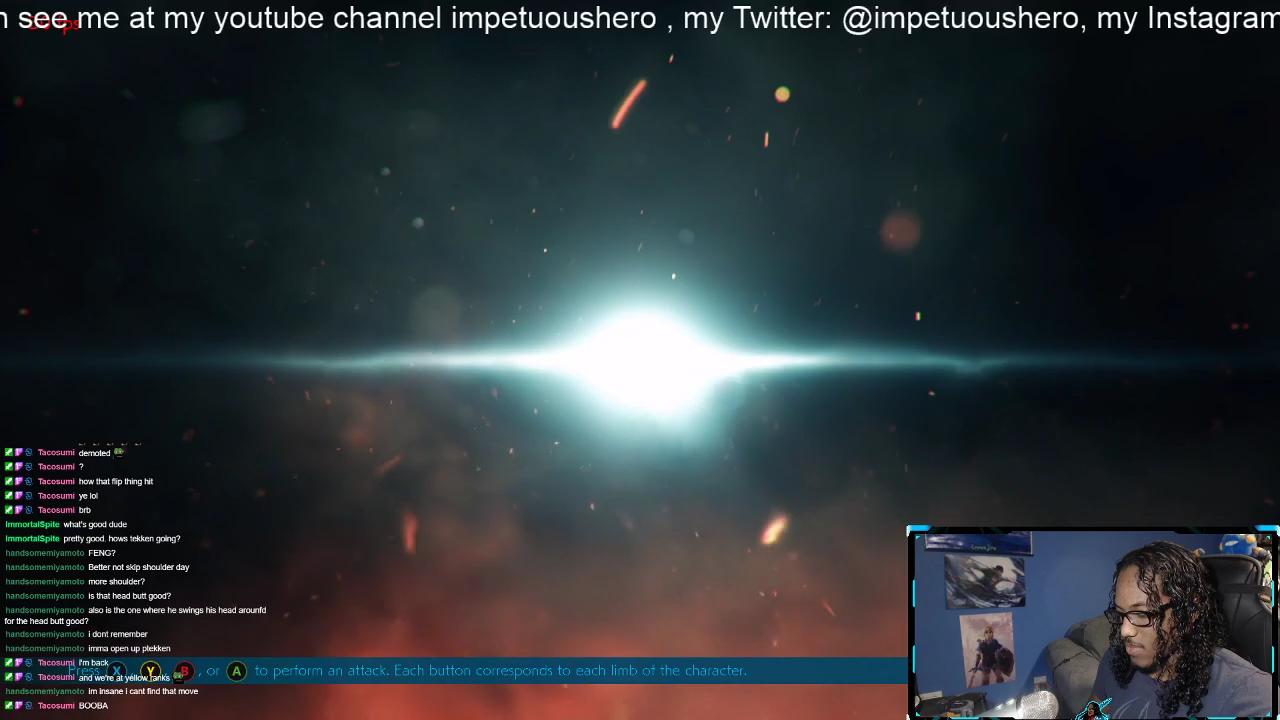 n see me at my youtube channel impetuoushero , my Twitter: @impetuoushero, my Instagram
Tacosumi demoted
Tacosumi ?
Tacosumi how that flip thing hit
Tacosumi ye lol
Tacosumi brb
ImmortalSpite what's good dude
ImmortalSpite pretty good, hows tekken going?
handsomemiyamoto FENG?
handsomemiyamoto Better not skip shoulder day
handsomemiyamoto more shoulder?
handsomemiyamoto is that head butt good?
handsomemiyamoto also is the one where he swings his head arounfd
for the head butt good?
handsomemiyamoto i dont remember
handsomemiyamoto imma open up ptekken
Tacosumi I'm back
Press X, Y, B, or A to perform an attack. Each button corresponds to each limb of the character.
Tacosumi and we're at yellow ranks
handsomemiyamoto im insane i cant find that move
Tacosumi BOOBA